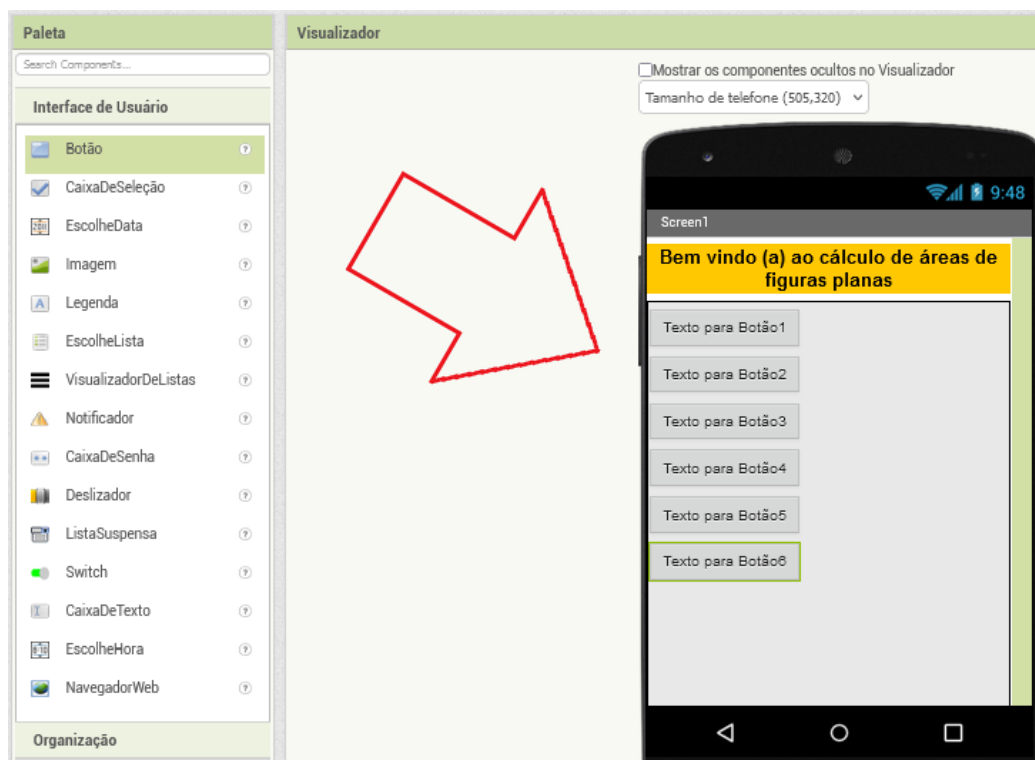 Paleta
Search Components...
Interface de Usuário
Botão
CaixaDeSeleção
EscolheData
Imagem
Legenda
EscolheLista
VisualizadorDeListas
Notificador
CaixaDeSenha
Deslizador
ListaSuspensa
Switch
CaixaDeTexto
EscolheHora
NavegadorWeb
Organização
Visualizador
Mostrar os componentes ocultos no Visualizador
Tamanho de telefone (505,320)
9:48
Screen1
Bem vindo (a) ao cálculo de áreas de
figuras planas
Texto para Botão1
Texto para Botão2
Texto para Botão3
Texto para Botão4
Texto para Botão5
Texto para Botão6